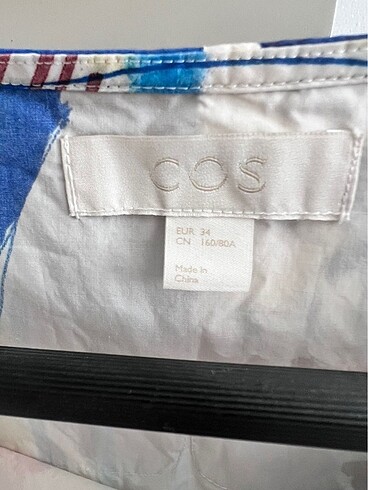 COS
EUR 34
CN 160/80A
Made in
China